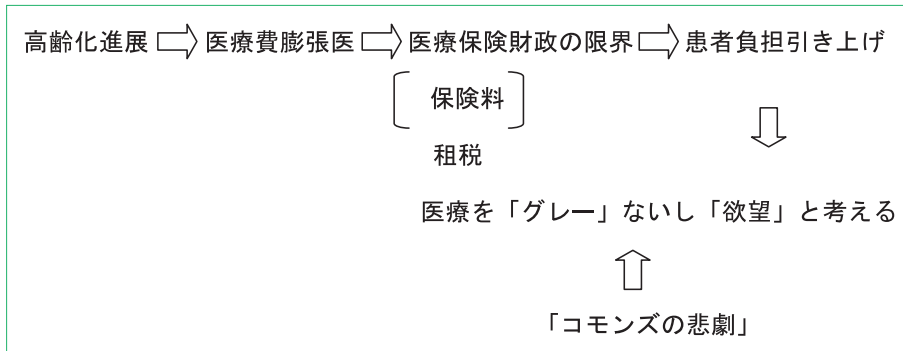 高齢化進展 ⇨ 医療費膨張医 ⇨ 医療保険財政の限界 ⇨ 患者負担引き上げ
保険料
租税
医療を「グレー」ないし「欲望」と考える
「コモンズの悲劇」